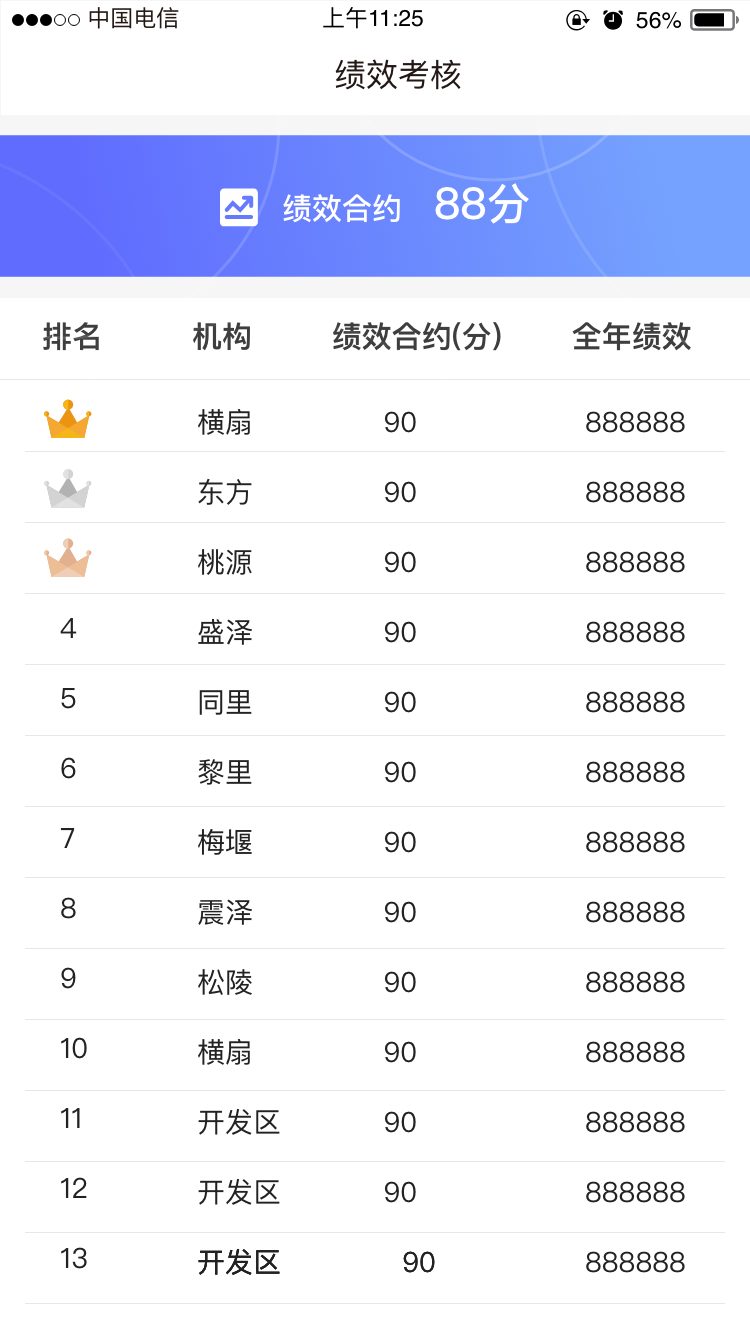 中国电信 上午11:25 56%
绩效考核
绩效合约 88分
排名 机构 绩效合约(分) 全年绩效
横扇 90 888888
东方 90 888888
桃源 90 888888
4 盛泽 90 888888
5 同里 90 888888
6 黎里 90 888888
7 梅堰 90 888888
8 震泽 90 888888
9 松陵 90 888888
10 横扇 90 888888
11 开发区 90 888888
12 开发区 90 888888
13 开发区 90 888888